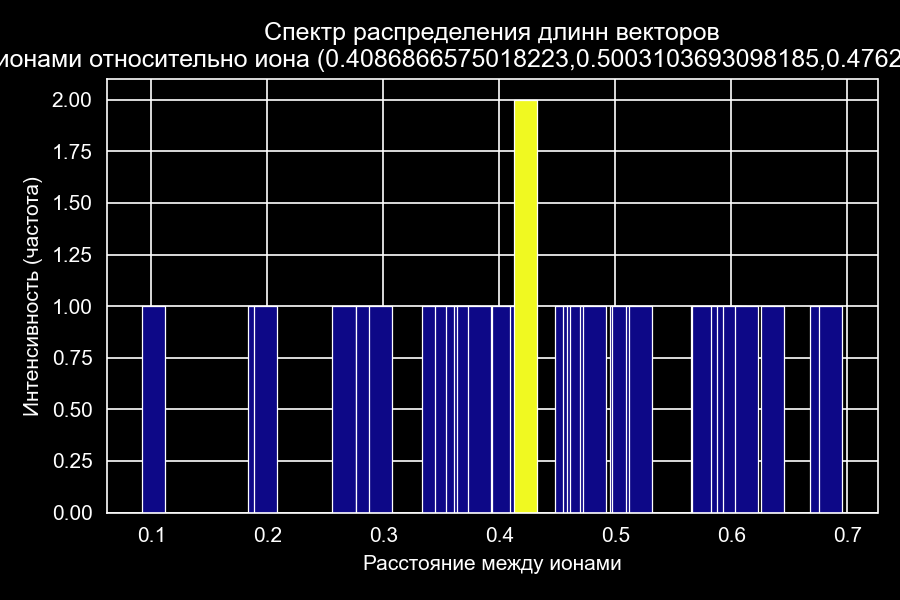 Спектр распределения длинн векторов
ионами относительно иона (0.4086866575018223,0.5003103693098185,0.4762
2.00
1.75
1.50
1.25
1.00
0.75
0.50
0.25
0.00
Интенсивность (частота)
0.1 0.2 0.3 0.4 0.5 0.6 0.7
Расстояние между ионами